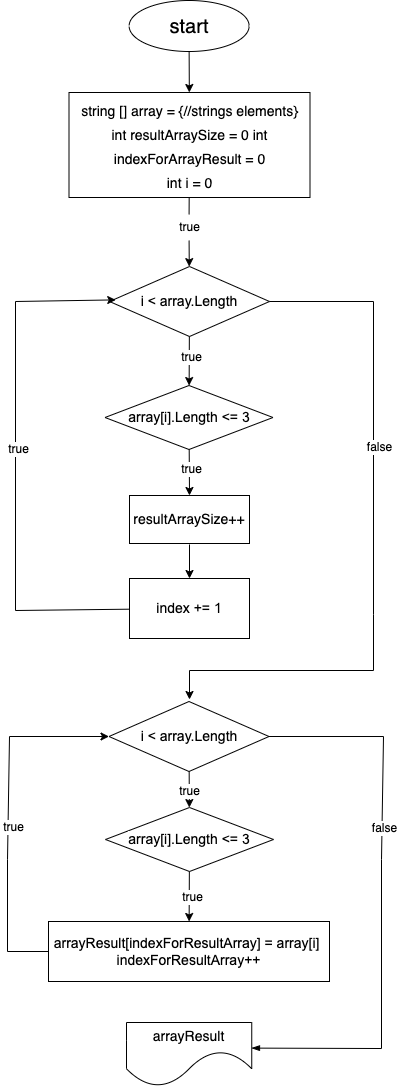 start
string [] array = {//strings elements}
int resultArraySize = 0 int
indexForArrayResult = 0
int i = 0
true
i < array.Length
true
array[i].Length <= 3
true
false
true
resultArraySize++
index += 1
i < array.Length
true
true
false
array[i].Length <= 3
true
arrayResult[indexForResultArray] = array[i]
indexForResultArray++
arrayResult